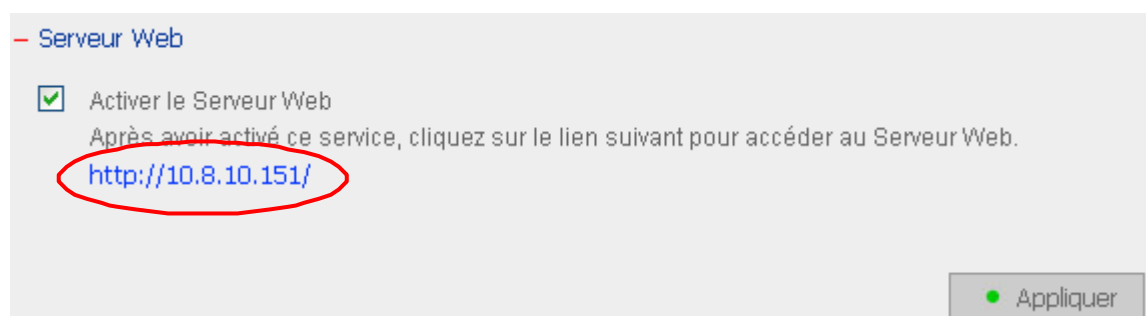 – Serveur Web
Activer le Serveur Web
Après avoir activé ce service, cliquez sur le lien suivant pour accéder au Serveur Web.
http://10.8.10.151/
Appliquer